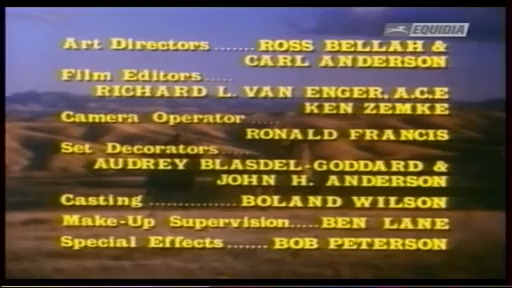 EQUIDIA
Art Directors ....... ROSS BELLAH &
CARL ANDERSON
Film Editors .....
RICHARD L. VAN ENGER, A.C.E
KEN ZEMKE
Camera Operator .....
RONALD FRANCIS
Set Decorators .......
AUDREY BLASDEL-GODDARD &
JOHN H. ANDERSON
Casting ............... BOLAND WILSON
Make-Up Supervision..... BEN LANE
Special Effects ....... BOB PETERSON